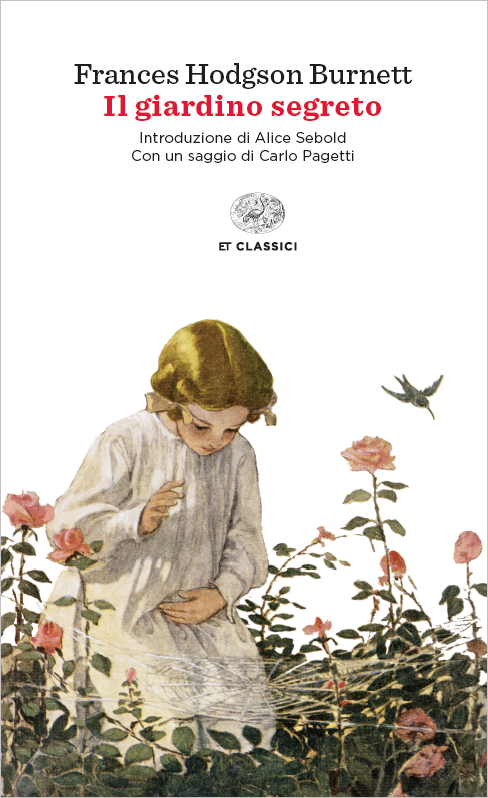 Frances Hodgson Burnett
Il giardino segreto
Introduzione di Alice Sebold
Con un saggio di Carlo Pagetti
ET CLASSICI